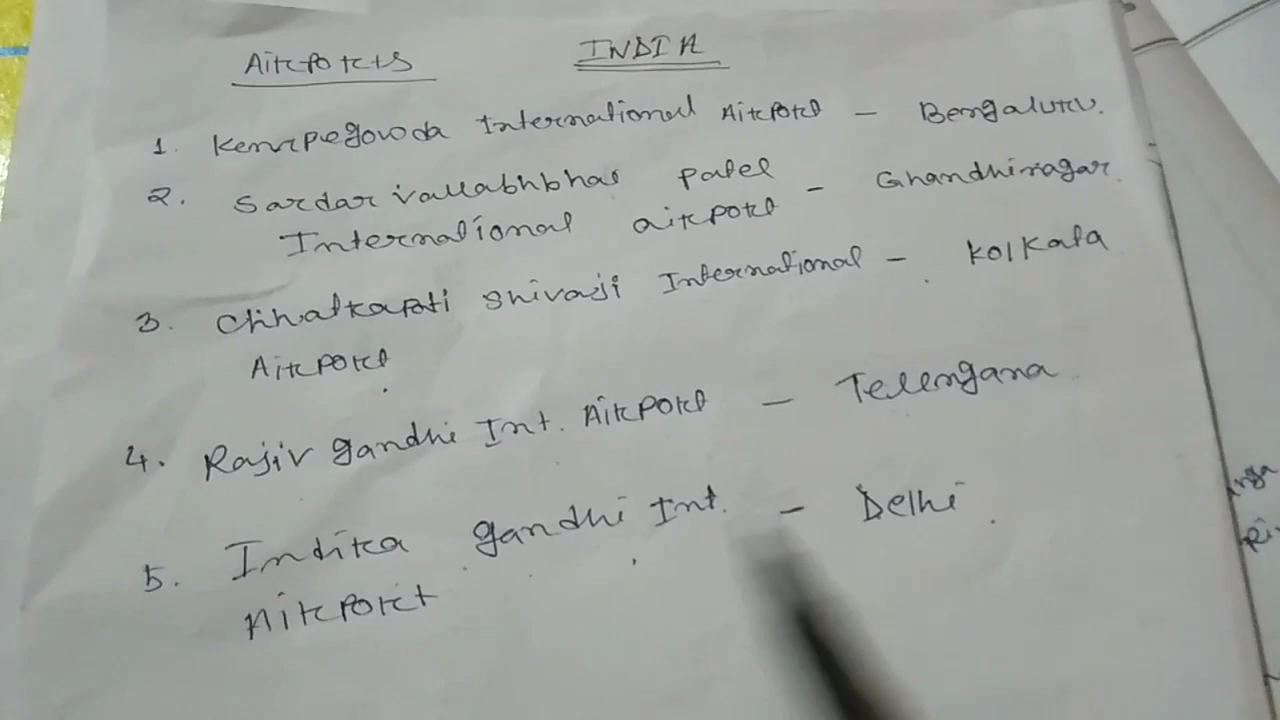 Airports INDIA
1. Kempegowda International Airport – Bengaluru.
2. Sardar vallabhbhai patel – Ghandhinagar.
International airport
3. Chhatrapati Shivaji International – Kolkata
Airport
4. Rajiv gandhi Int. Airport – Telengana
5. Indira gandhi Int. – Delhi
Airport